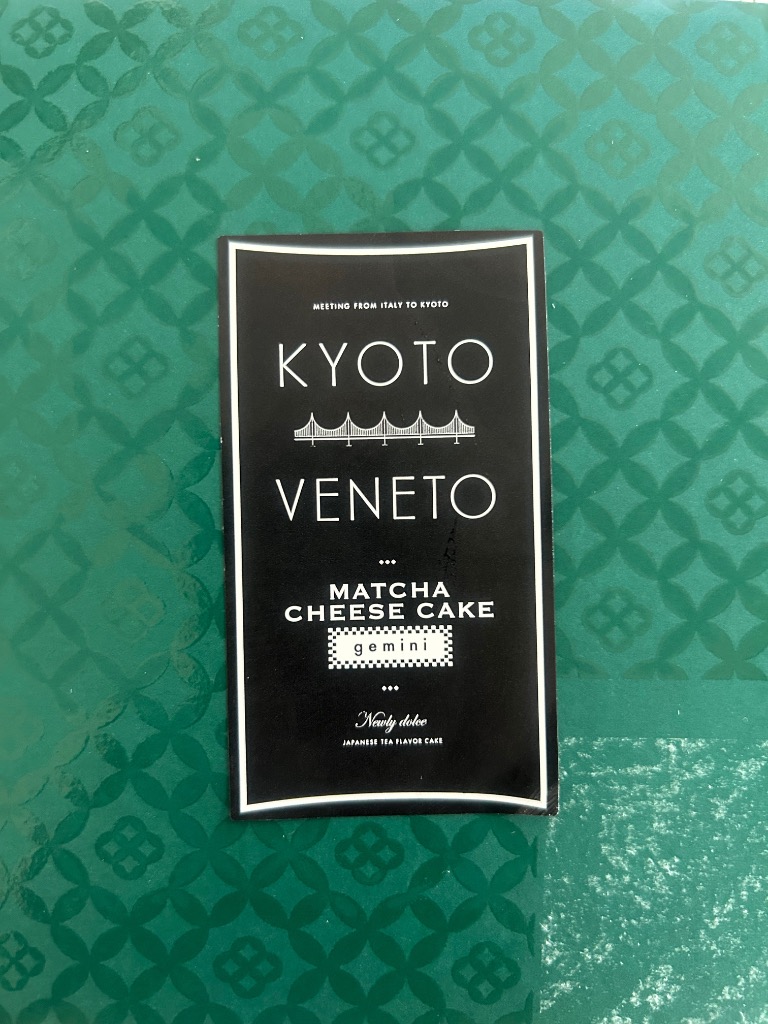 MEETING FROM ITALY TO KYOTO
KYOTO
VENETO
MATCHA
CHEESE CAKE
gemini
Newly dolce
JAPANESE TEA FLAVOR CAKE